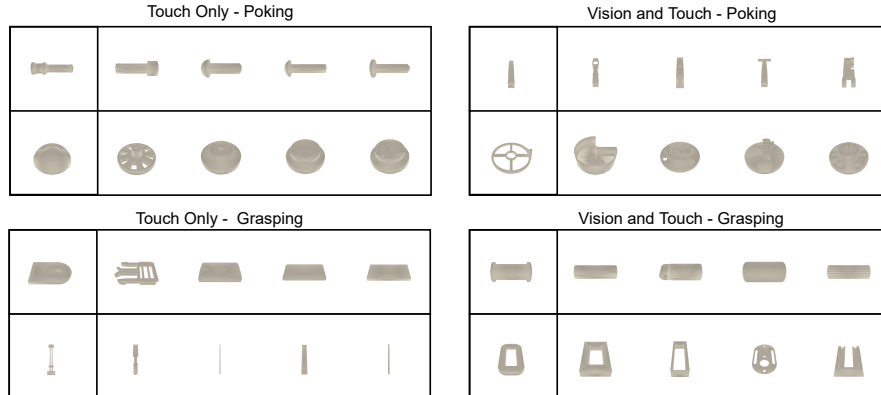 Touch Only - Poking
Vision and Touch - Poking
Touch Only -  Grasping
Vision and Touch - Grasping